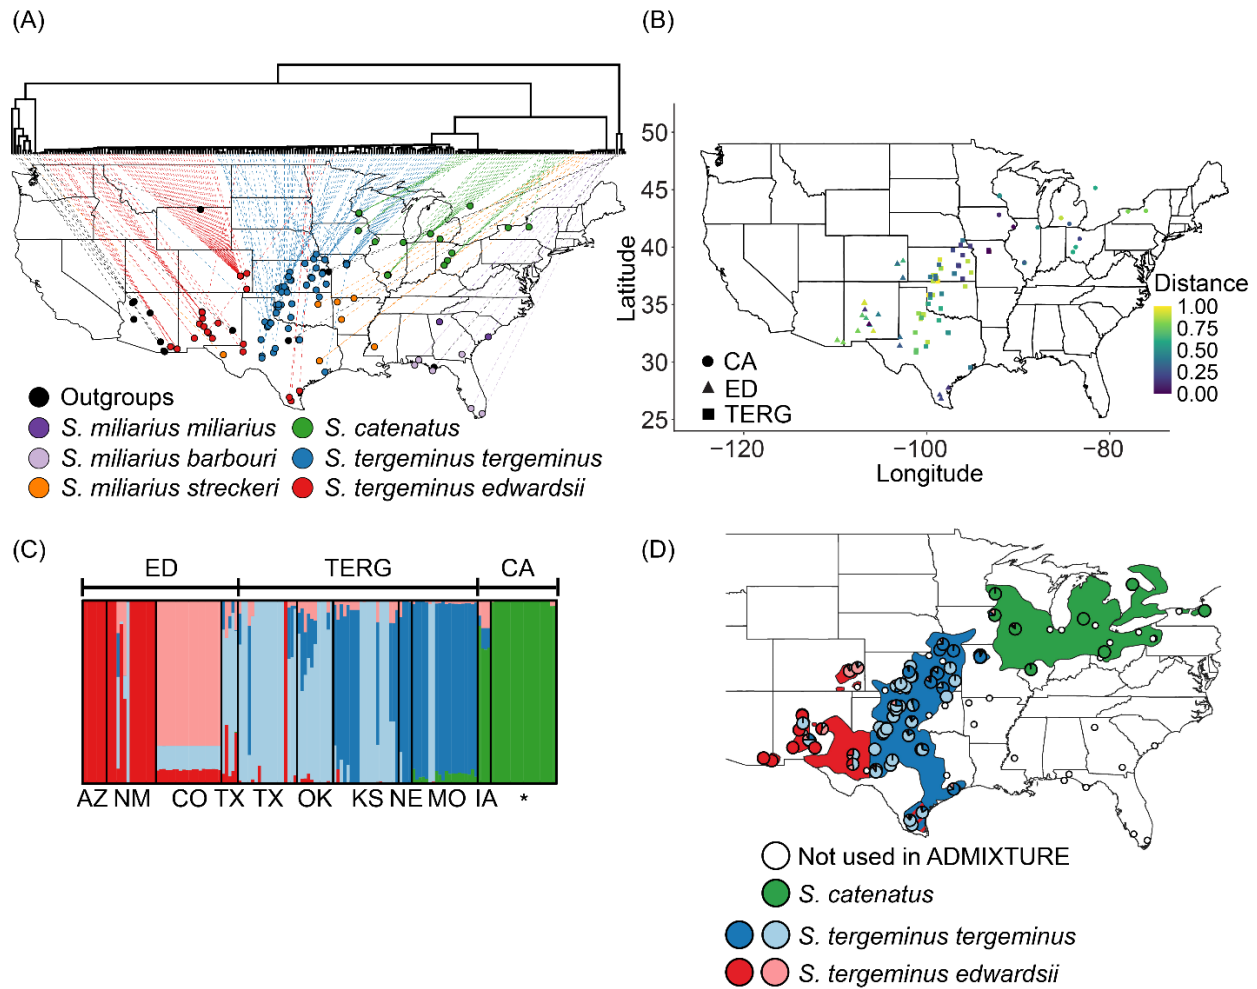 (A)
Outgroups
S. miliarius miliarius
S. miliarius barbouri
S. miliarius streckeri
S. catenatus
S. tergeminus tergeminus
S. tergeminus edwardsii
(B)
50
45
40
35
30
25
Latitude
−120
−100
−80
Longitude
CA
ED
TERG
Distance
1.00
0.75
0.50
0.25
0.00
(C)
ED TERG CA
AZ NM CO TX TX OK KS NE MO IA *
(D)
Not used in ADMIXTURE
S. catenatus
S. tergeminus tergeminus
S. tergeminus edwardsii